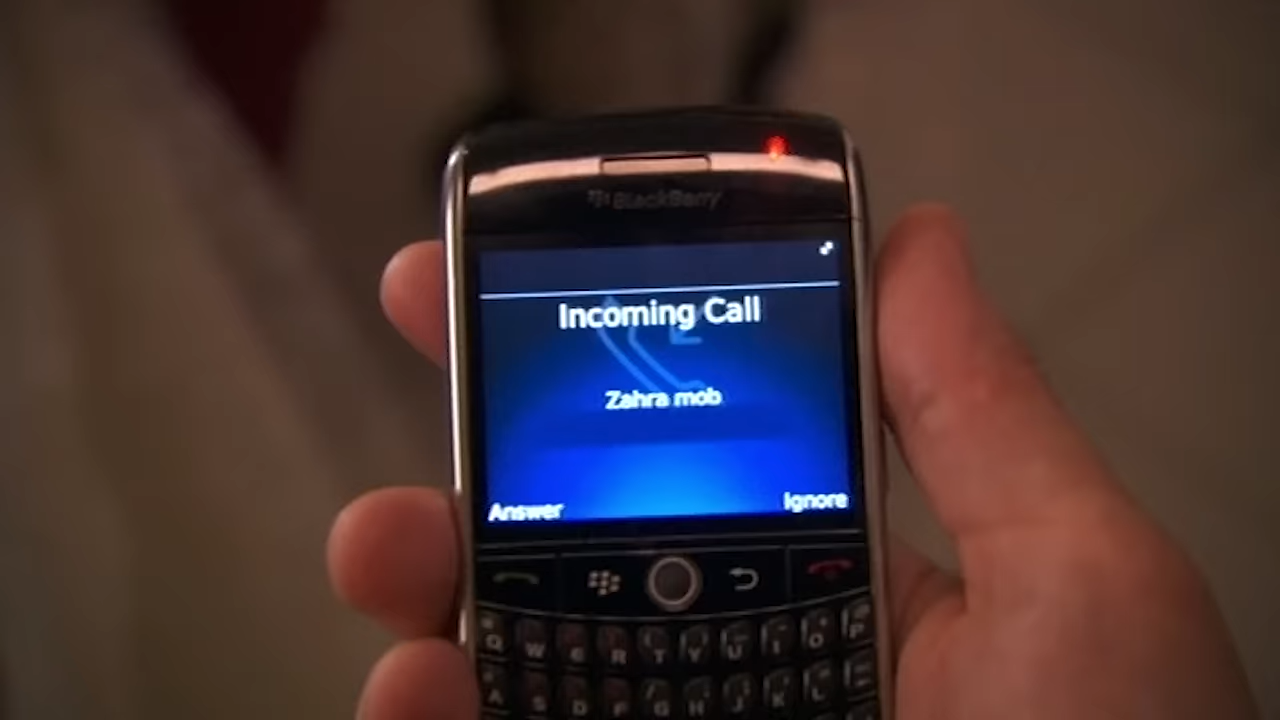 BlackBerry
Incoming Call
Zahra mob
Answer Ignore
Q W E R T Y U I O P
A S D F G H J K L